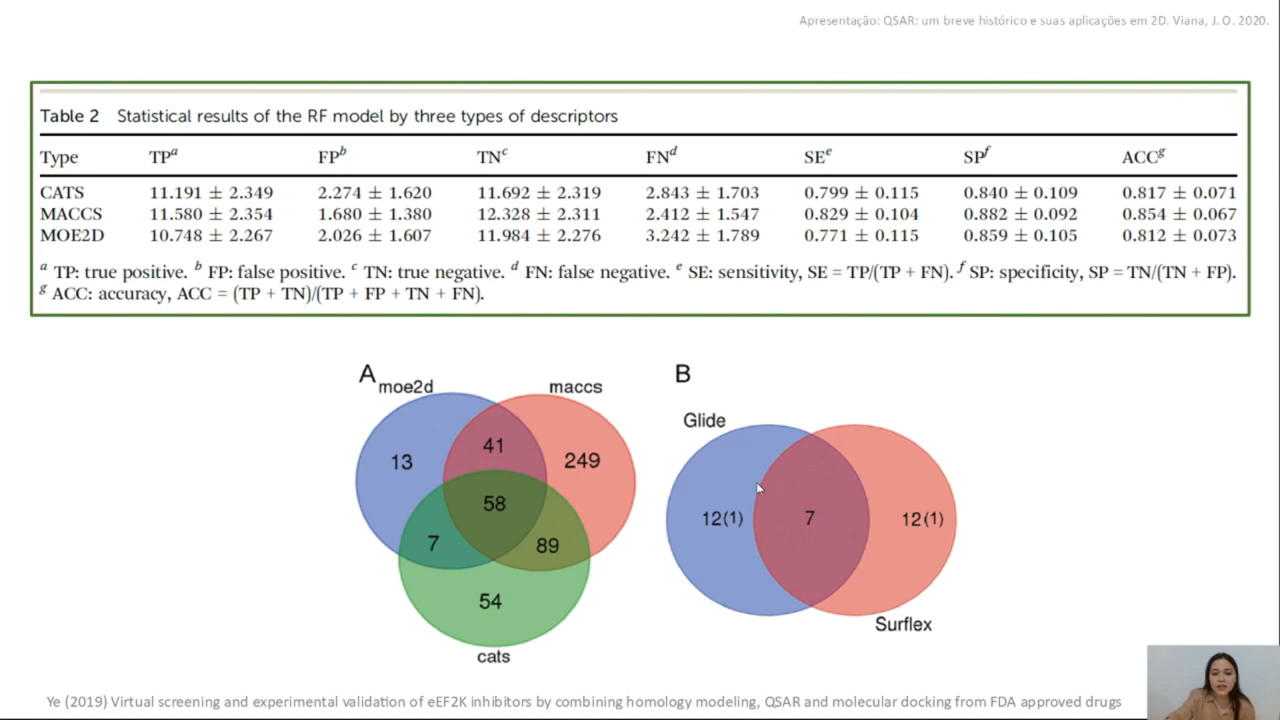 Apresentação: QSAR: um breve histórico e suas aplicações em 2D. Viana, J. O. 2020.
Table 2 Statistical results of the RF model by three types of descriptors
Type TPᵃ FPᵇ TNᶜ FNᵈ SEᵉ SPᶠ ACCᵍ
CATS 11.191 ± 2.349 2.274 ± 1.620 11.692 ± 2.319 2.843 ± 1.703 0.799 ± 0.115 0.840 ± 0.109 0.817 ± 0.071
MACCS 11.580 ± 2.354 1.680 ± 1.380 12.328 ± 2.311 2.412 ± 1.547 0.829 ± 0.104 0.882 ± 0.092 0.854 ± 0.067
MOE2D 10.748 ± 2.267 2.026 ± 1.607 11.984 ± 2.276 3.242 ± 1.789 0.771 ± 0.115 0.859 ± 0.105 0.812 ± 0.073
ᵃ TP: true positive. ᵇ FP: false positive. ᶜ TN: true negative. ᵈ FN: false negative. ᵉ SE: sensitivity, SE = TP/(TP + FN). ᶠ SP: specificity, SP = TN/(TN + FP).
ᵍ ACC: accuracy, ACC = (TP + TN)/(TP + FP + TN + FN).
A
moe2d
maccs
41
13
249
58
7
89
54
cats
B
Glide
12(1)
7
12(1)
Surflex
Ye (2019) Virtual screening and experimental validation of eEF2K inhibitors by combining homology modeling, QSAR and molecular docking from FDA approved drugs